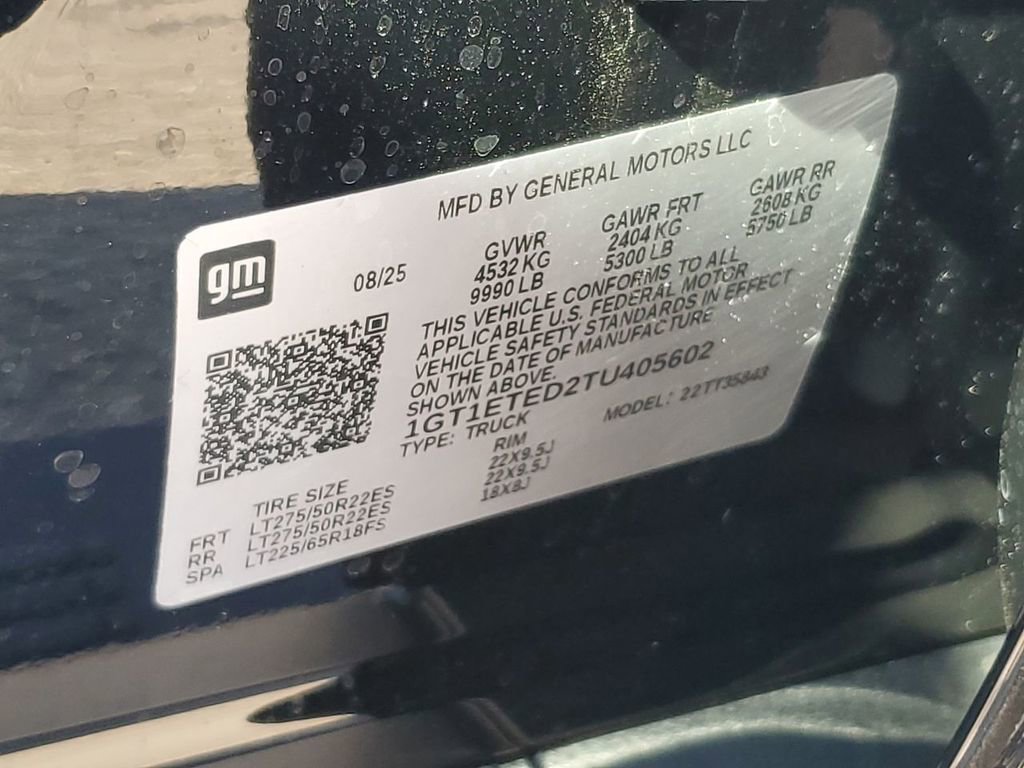 MFD BY GENERAL MOTORS LLC
gm
08/25
GVWR GAWR FRT GAWR RR
4532 KG 2404 KG 2608 KG
9990 LB 5300 LB 5750 LB
THIS VEHICLE CONFORMS TO ALL
APPLICABLE U.S. FEDERAL MOTOR
VEHICLE SAFETY STANDARDS IN EFFECT
ON THE DATE OF MANUFACTURE
SHOWN ABOVE.
1GT1ETED2TU405602
TYPE: TRUCK MODEL: 22TT35843
TIRE SIZE RIM
FRT LT275/50R22ES 22X9.5J
RR LT275/50R22ES 22X9.5J
SPA LT225/65R18FS 18X8J